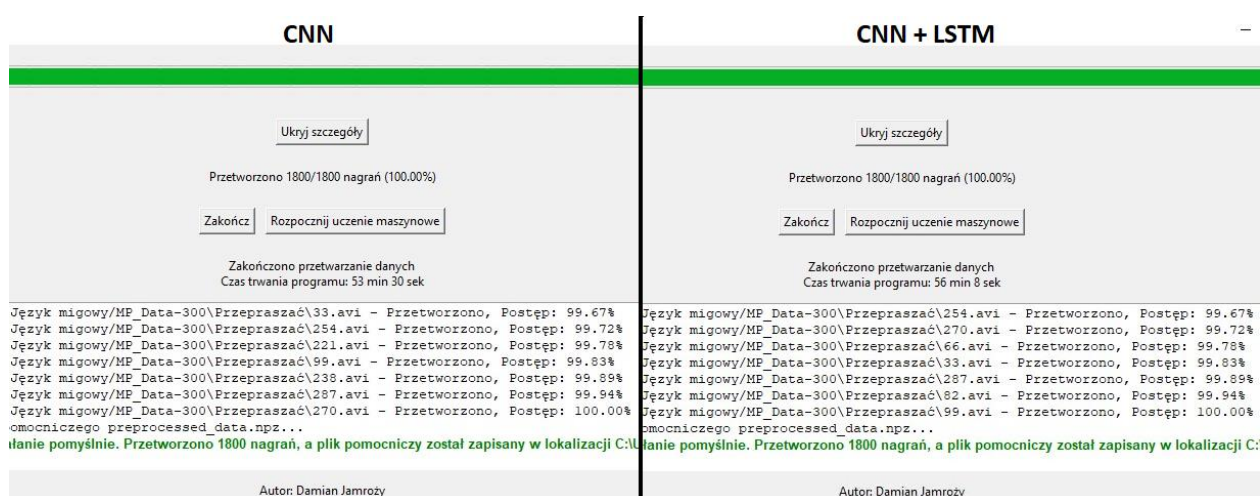 CNN
Ukryj szczegóły
Przetworzono 1800/1800 nagrań (100.00%)
Zakończ
Rozpocznij uczenie maszynowe
Zakończono przetwarzanie danych
Czas trwania programu: 53 min 30 sek
Język migowy/MP_Data-300\Przepraszać\33.avi - Przetworzono, Postęp: 99.67%
Język migowy/MP_Data-300\Przepraszać\254.avi - Przetworzono, Postęp: 99.72%
Język migowy/MP_Data-300\Przepraszać\221.avi - Przetworzono, Postęp: 99.78%
Język migowy/MP_Data-300\Przepraszać\99.avi - Przetworzono, Postęp: 99.83%
Język migowy/MP_Data-300\Przepraszać\238.avi - Przetworzono, Postęp: 99.89%
Język migowy/MP_Data-300\Przepraszać\287.avi - Przetworzono, Postęp: 99.94%
Język migowy/MP_Data-300\Przepraszać\270.avi - Przetworzono, Postęp: 100.00%
omocniczego preprocessed_data.npz...
łanie pomyślnie. Przetworzono 1800 nagrań, a plik pomocniczy został zapisany w lokalizacji C:\U
Autor: Damian Jamroży
CNN + LSTM
Ukryj szczegóły
Przetworzono 1800/1800 nagrań (100.00%)
Zakończ
Rozpocznij uczenie maszynowe
Zakończono przetwarzanie danych
Czas trwania programu: 56 min 8 sek
Język migowy/MP_Data-300\Przepraszać\254.avi - Przetworzono, Postęp: 99.67%
Język migowy/MP_Data-300\Przepraszać\270.avi - Przetworzono, Postęp: 99.72%
Język migowy/MP_Data-300\Przepraszać\66.avi - Przetworzono, Postęp: 99.78%
Język migowy/MP_Data-300\Przepraszać\33.avi - Przetworzono, Postęp: 99.83%
Język migowy/MP_Data-300\Przepraszać\287.avi - Przetworzono, Postęp: 99.89%
Język migowy/MP_Data-300\Przepraszać\82.avi - Przetworzono, Postęp: 99.94%
Język migowy/MP_Data-300\Przepraszać\99.avi - Przetworzono, Postęp: 100.00%
omocniczego preprocessed_data.npz...
łanie pomyślnie. Przetworzono 1800 nagrań, a plik pomocniczy został zapisany w lokalizacji C:
Autor: Damian Jamroży